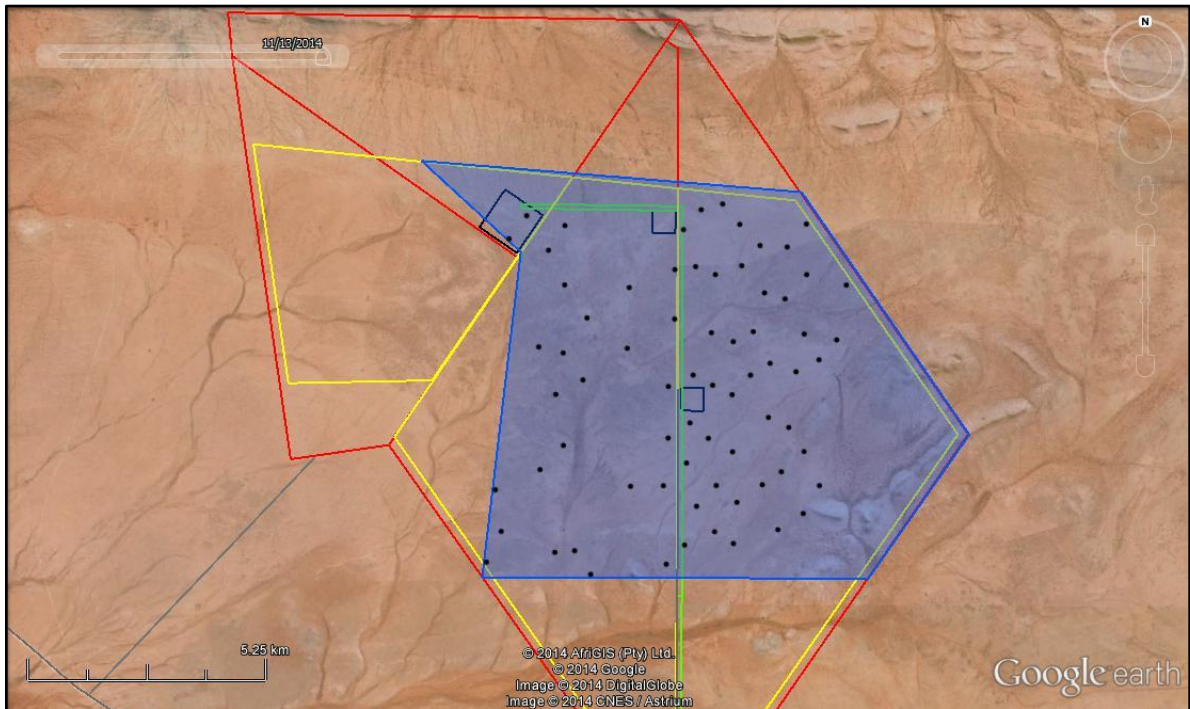 N
11/13/2014
5.25 km
© 2014 AfriGIS (Pty) Ltd.
© 2014 Google
Image © 2014 DigitalGlobe
Image © 2014 CNES / Astrium
Google earth